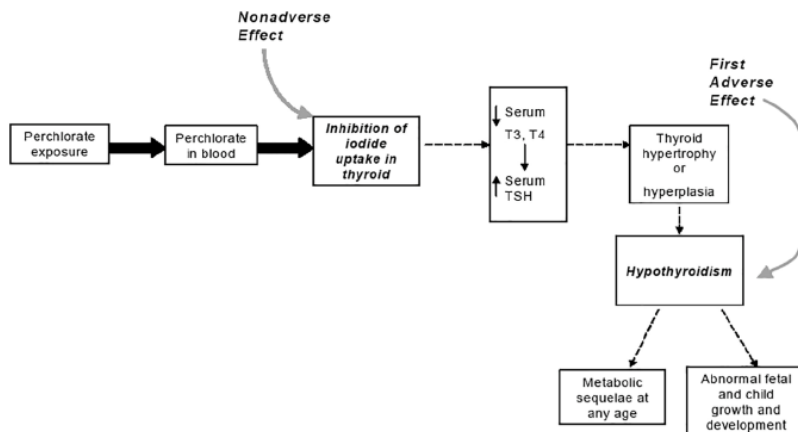 Nonadverse
Effect
First
Adverse
Effect
Perchlorate
exposure
Perchlorate
in blood
Inhibition of
iodide
uptake in
thyroid
Serum
T3, T4
Serum
TSH
Thyroid
hypertrophy
or
hyperplasia
Hypothyroidism
Metabolic
sequelae at
any age
Abnormal fetal
and child
growth and
development